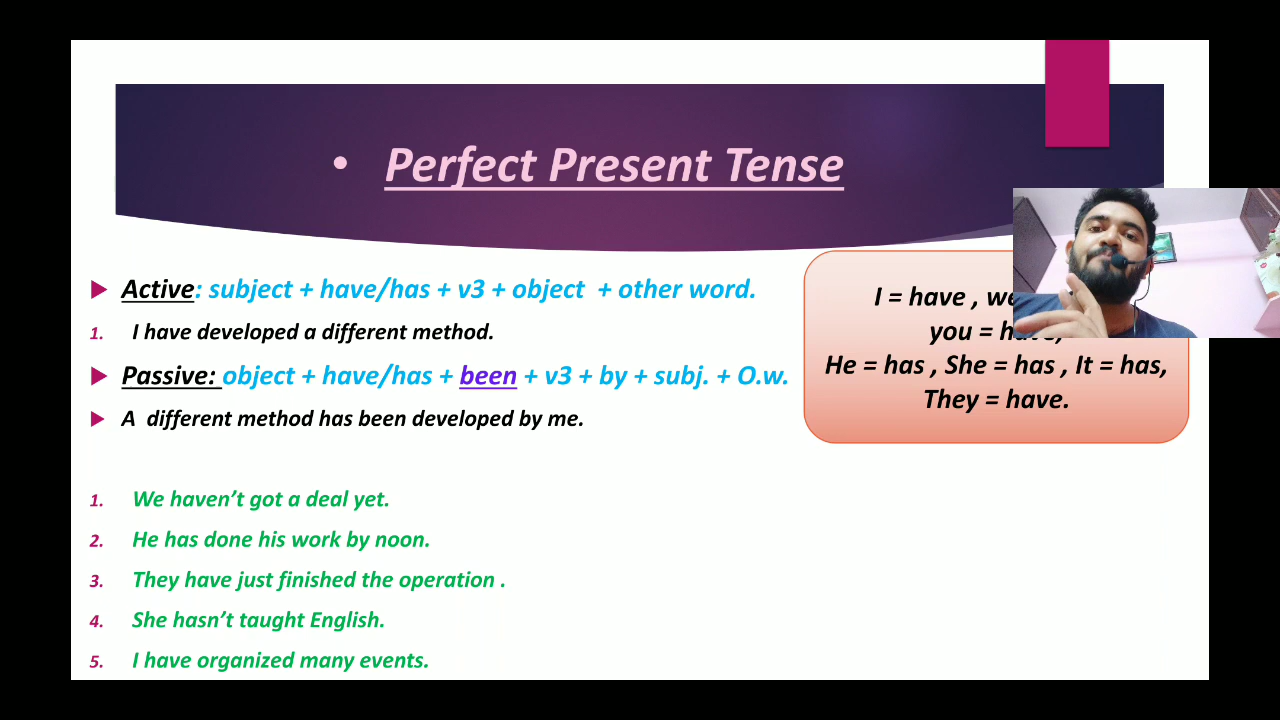 • Perfect Present Tense
Active: subject + have/has + v3 + object + other word.
1. I have developed a different method.
Passive: object + have/has + been + v3 + by + subj. + O.w.
A different method has been developed by me.
1. We haven't got a deal yet.
2. He has done his work by noon.
3. They have just finished the operation .
4. She hasn't taught English.
5. I have organized many events.
I = have , we
you = have,
He = has , She = has , It = has,
They = have.